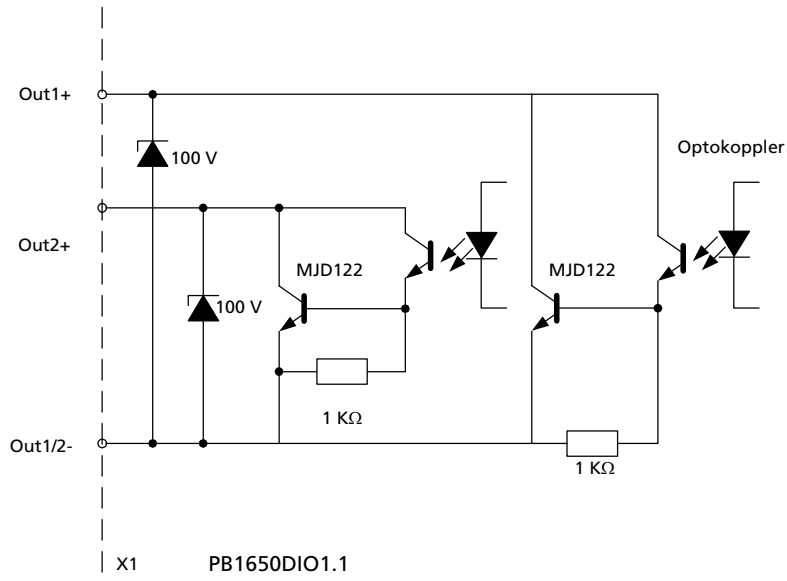 Out1+
100 V
Optokoppler
Out2+
MJD122
MJD122
100 V
1 KΩ
Out1/2-
1 KΩ
X1
PB1650DIO1.1